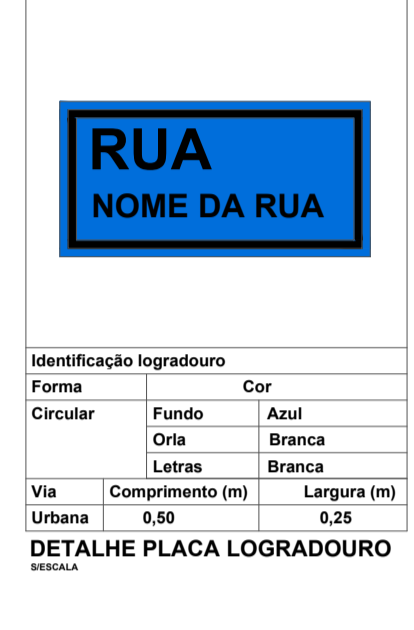 RUA
NOME DA RUA
Identificação logradouro
Forma Cor
Circular Fundo Azul
Orla Branca
Letras Branca
Via Comprimento (m) Largura (m)
Urbana 0,50 0,25
DETALHE PLACA LOGRADOURO
S/ESCALA